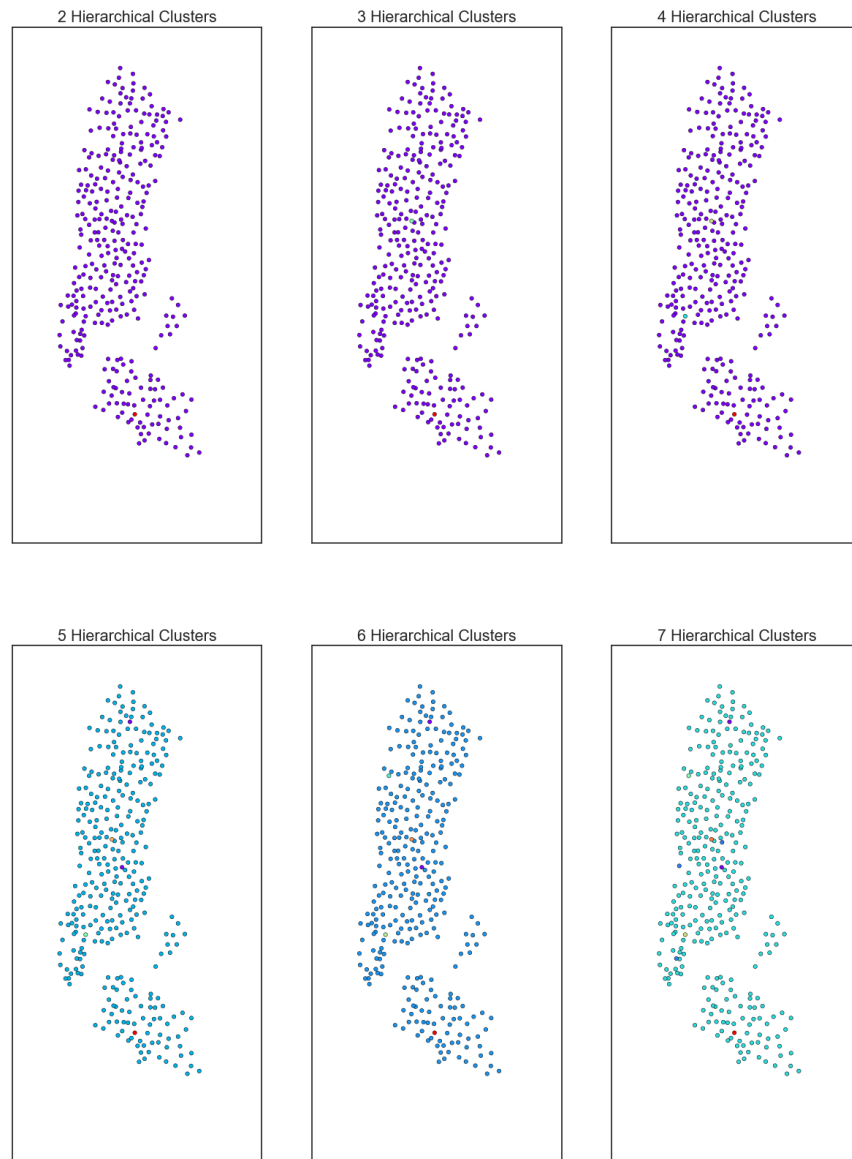 2 Hierarchical Clusters
3 Hierarchical Clusters
4 Hierarchical Clusters
5 Hierarchical Clusters
6 Hierarchical Clusters
7 Hierarchical Clusters